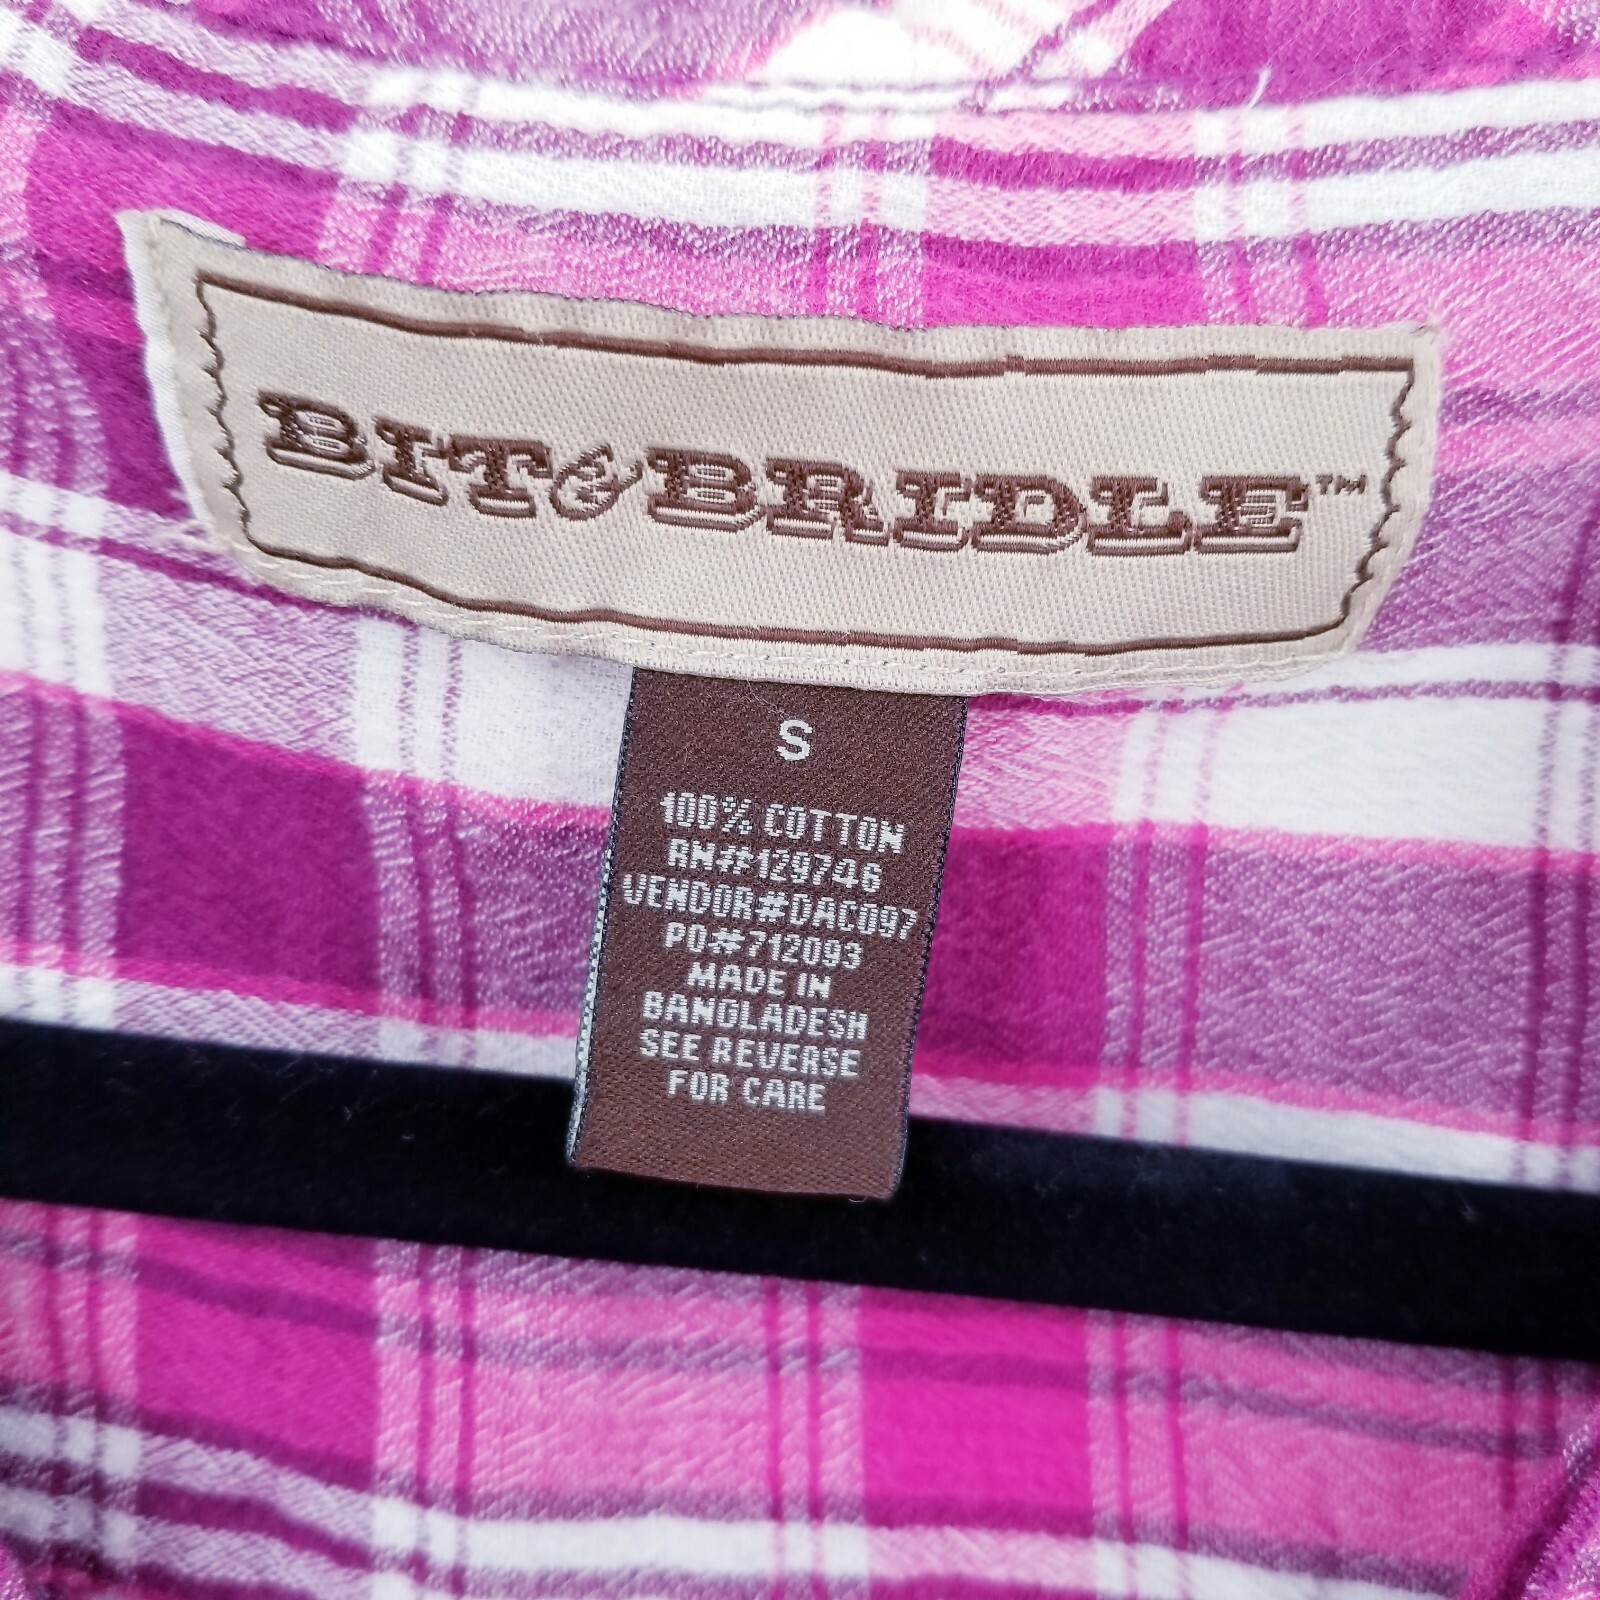 BIT & BRIDLE™
S
100% COTTON
RN#129746
VENDOR#DAC097
PO#712093
MADE IN
BANGLADESH
SEE REVERSE
FOR CARE